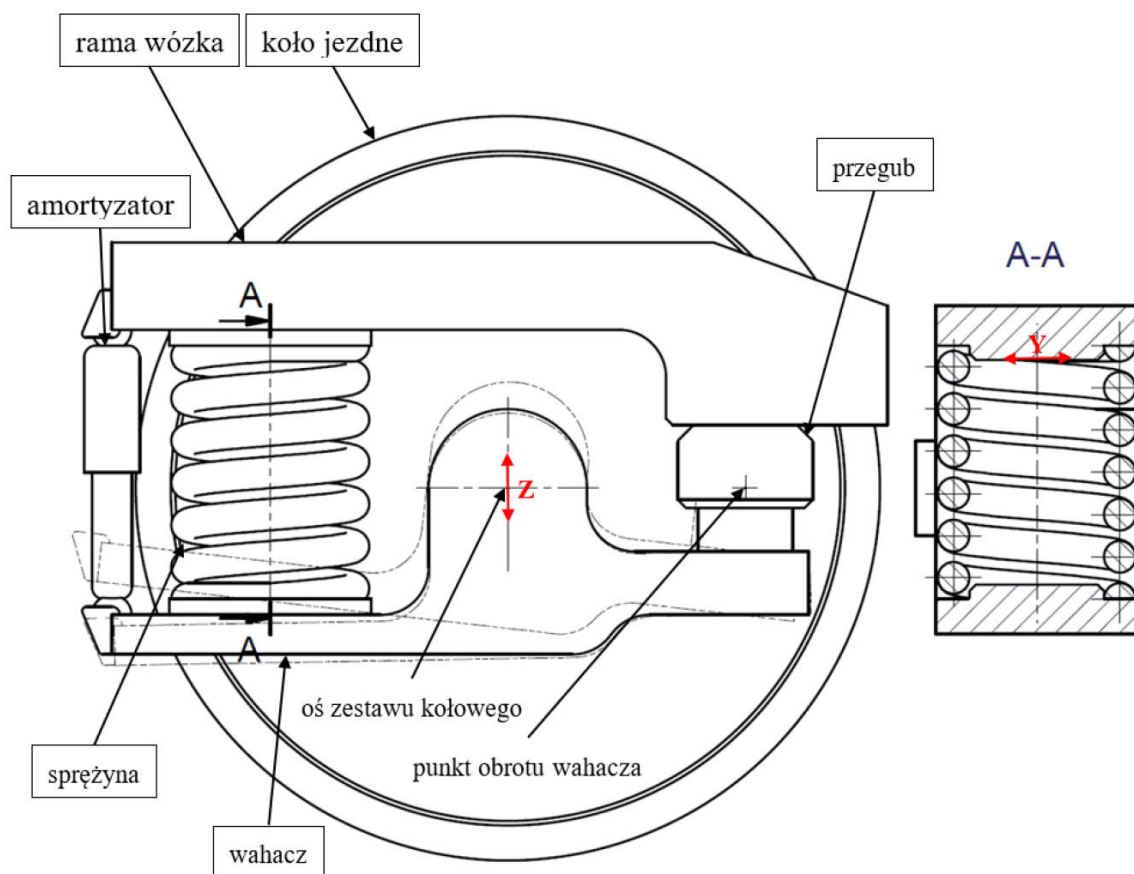 rama wózka
koło jezdne
przegub
amortyzator
A-A
A
Y
Z
A
oś zestawu kołowego
punkt obrotu wahacza
sprężyna
wahacz